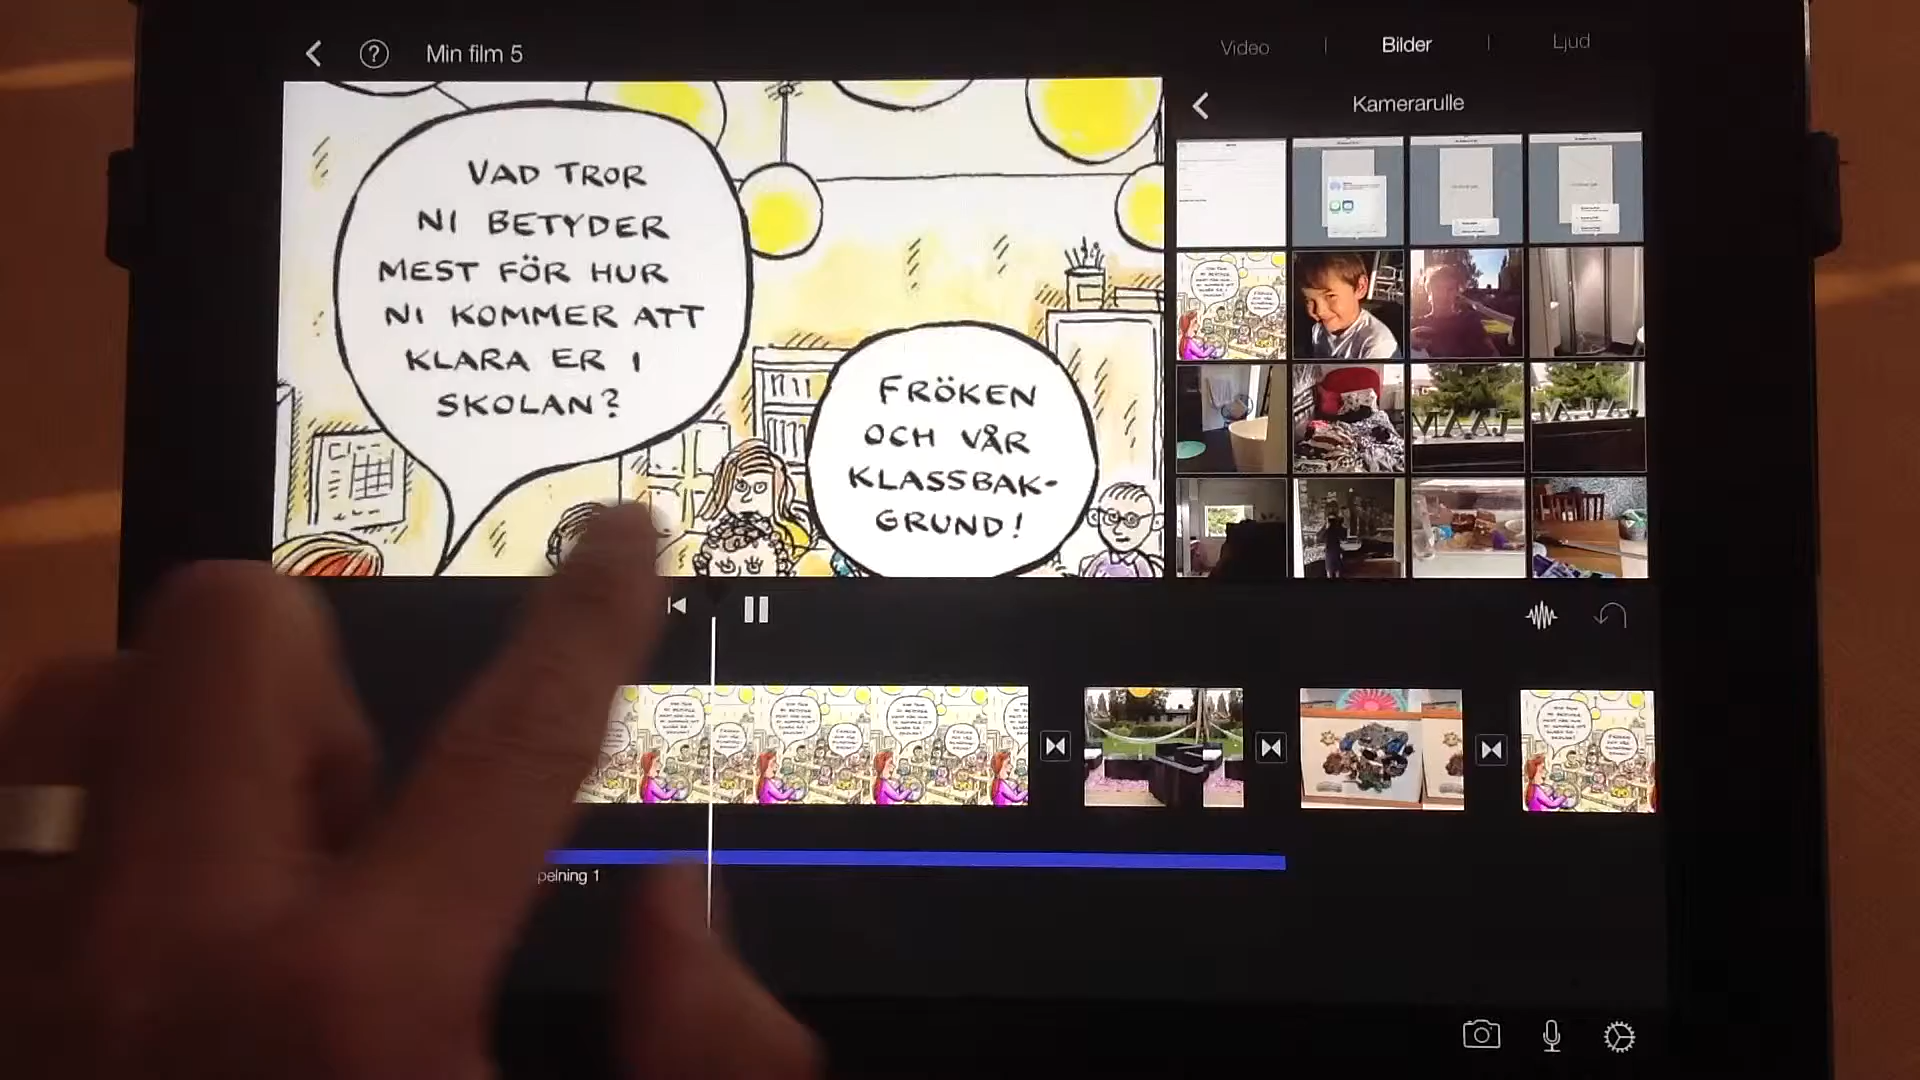 Min film 5
Video
Bilder
Ljud
Kamerarulle
VAD TROR
NI BETYDER
MEST FÖR HUR
NI KOMMER ATT
KLARA ER I
SKOLAN?
FRÖKEN
OCH VÅR
KLASSBAK-
GRUND!
pelning 1